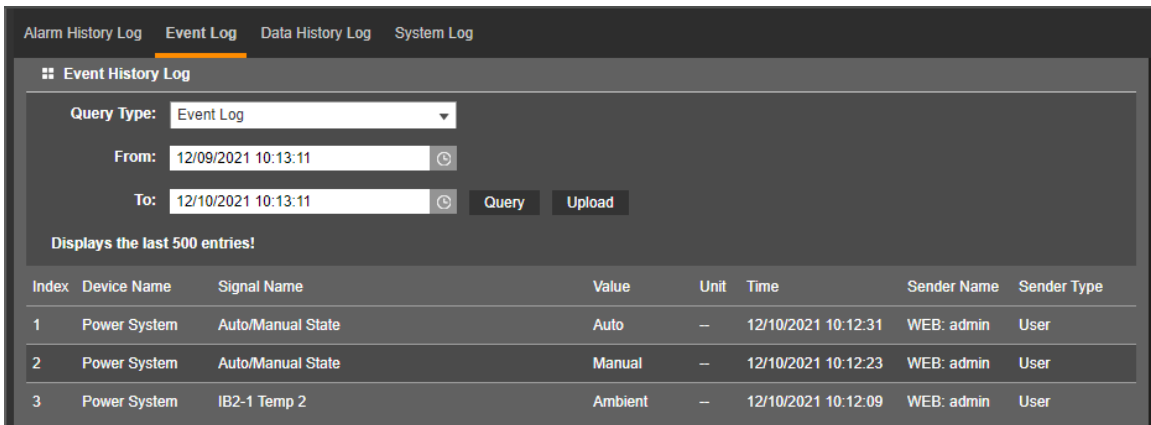 Alarm History Log Event Log Data History Log System Log
Event History Log
Query Type: Event Log
From: 12/09/2021 10:13:11
To: 12/10/2021 10:13:11 Query Upload
Displays the last 500 entries!
Index Device Name Signal Name Value Unit Time Sender Name Sender Type
1 Power System Auto/Manual State Auto -- 12/10/2021 10:12:31 WEB: admin User
2 Power System Auto/Manual State Manual -- 12/10/2021 10:12:23 WEB: admin User
3 Power System IB2-1 Temp 2 Ambient -- 12/10/2021 10:12:09 WEB: admin User